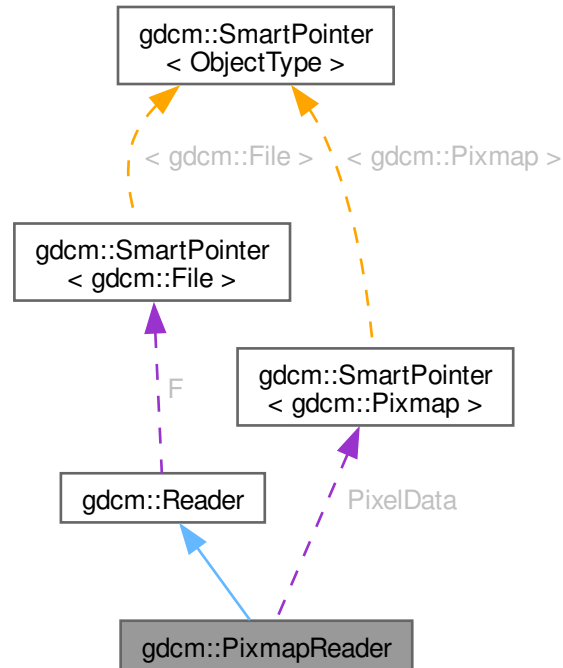 gdcm::SmartPointer
< ObjectType >
< gdcm::File >
< gdcm::Pixmap >
gdcm::SmartPointer
< gdcm::File >
gdcm::SmartPointer
< gdcm::Pixmap >
F
gdcm::Reader
PixelData
gdcm::PixmapReader